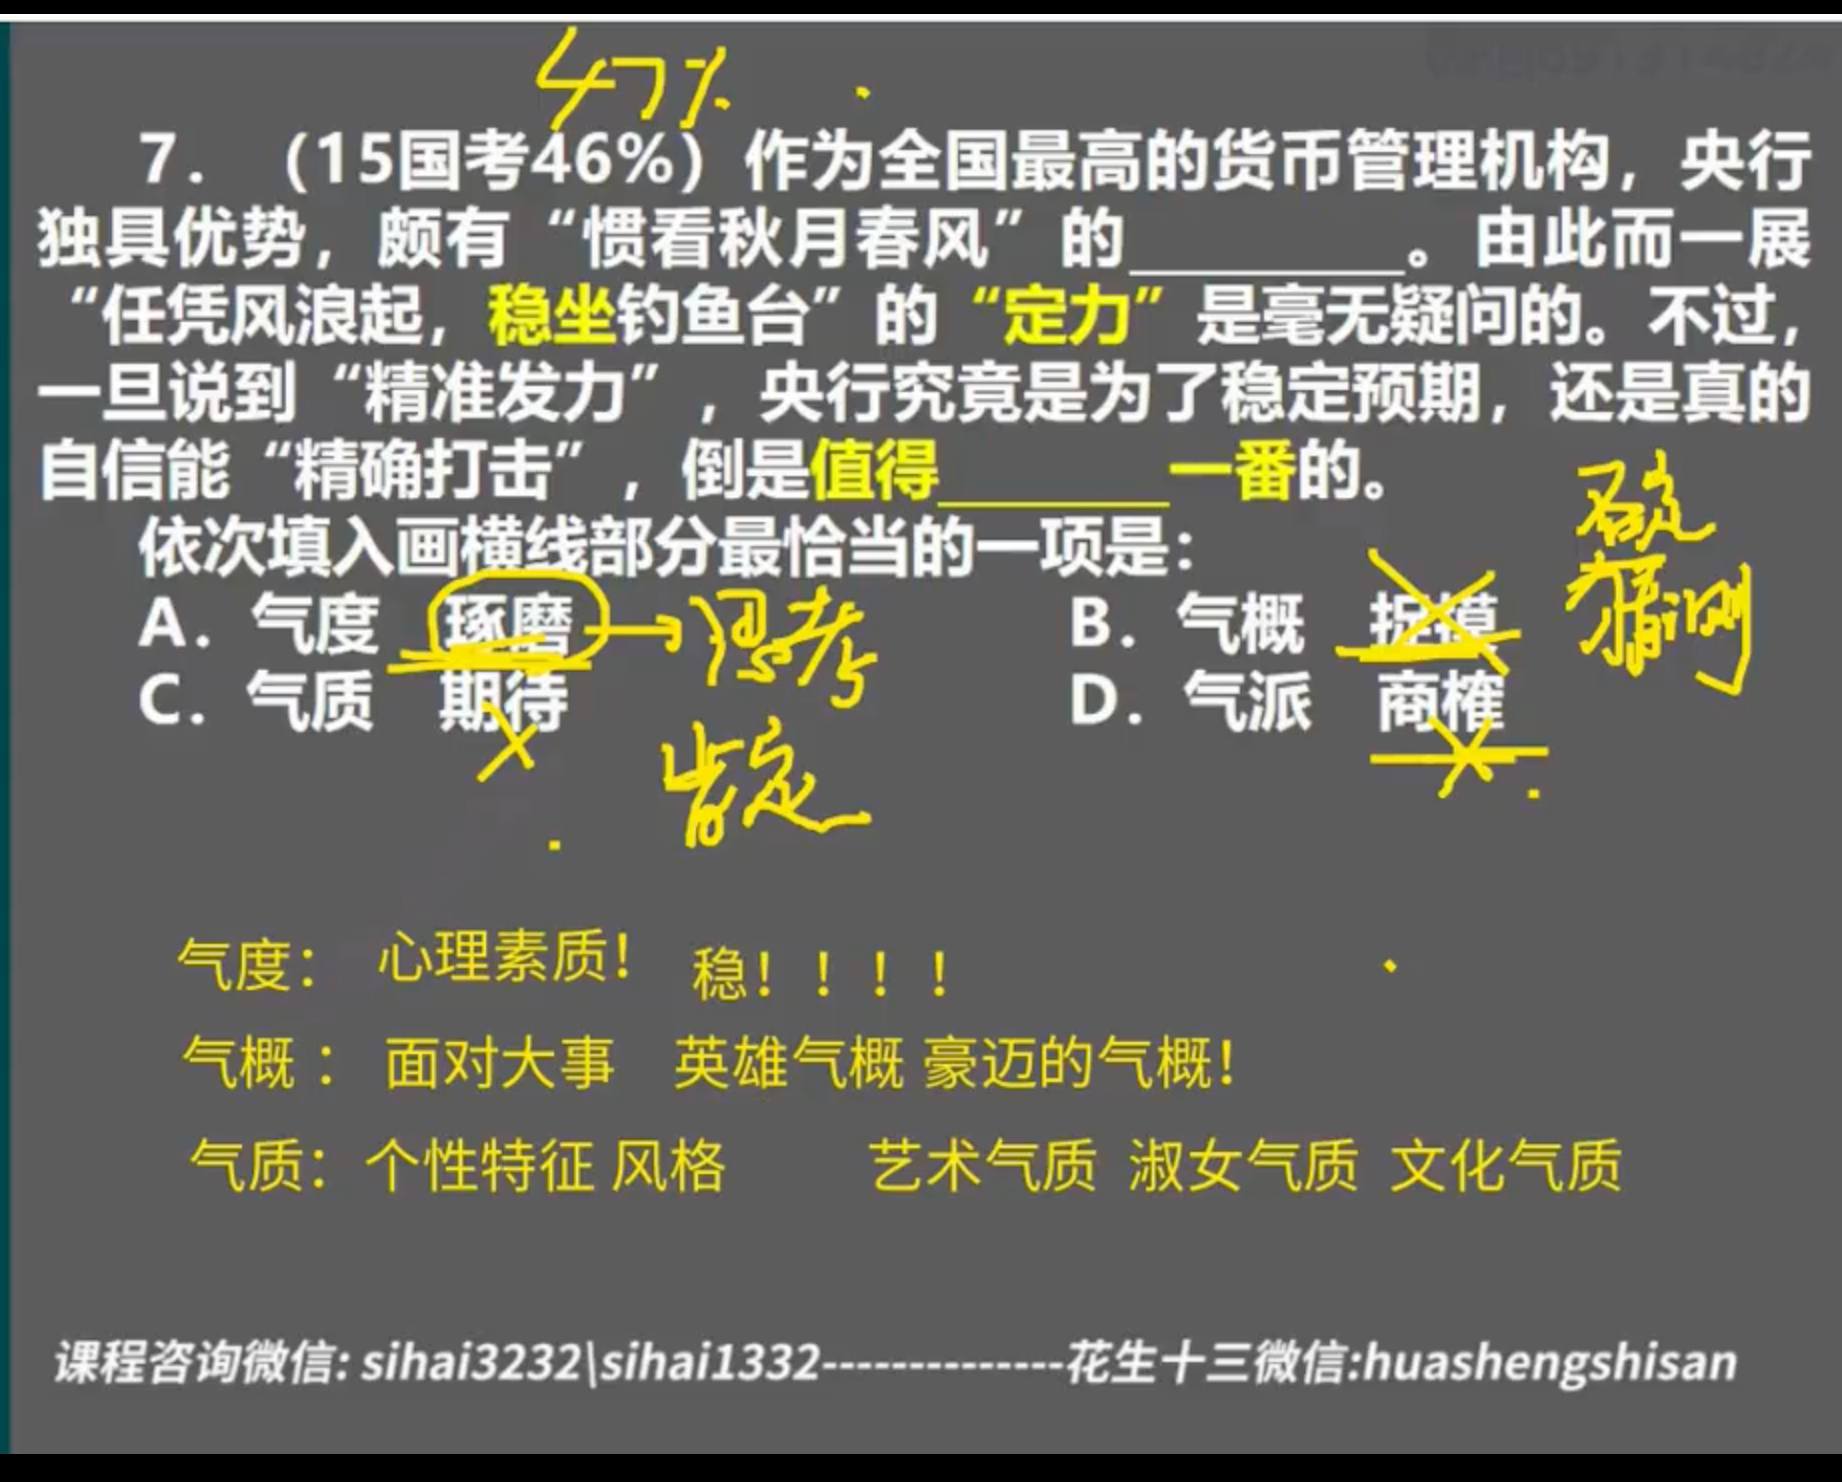 47%
7. （15国考46%）作为全国最高的货币管理机构，央行
独具优势，颇有“惯看秋月春风”的________。由此而一展
“任凭风浪起，稳坐钓鱼台”的“定力”是毫无疑问的。不过，
一旦说到“精准发力”，央行究竟是为了稳定预期，还是真的
自信能“精确打击”，倒是值得________一番的。
依次填入画横线部分最恰当的一项是：
A. 气度 琢磨 思考 B. 气概 捉摸 猜测
C. 气质 期待 D. 气派 商榷
肯定
气度： 心理素质！ 稳！！！！
气概： 面对大事 英雄气概 豪迈的气概！
气质：个性特征 风格 艺术气质 淑女气质 文化气质
课程咨询微信: sihai3232\sihai1332--------------花生十三微信:huashengshisan